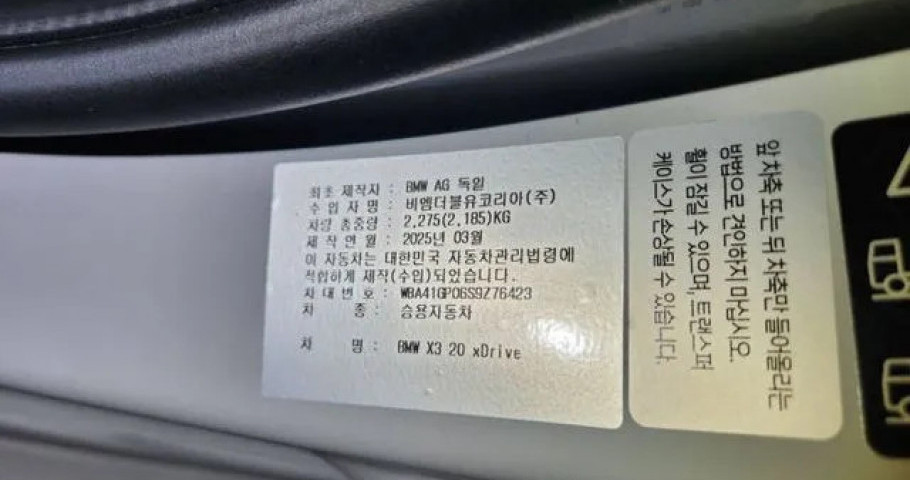 최초 제작자 : BMW AG 독일
수 입 자 명 : 비엠더블유코리아(주)
차량 총중량 : 2,275(2,185)KG
제 작 연 월 : 2025년 03월
이 자동차는 대한민국 자동차관리법령에
적합하게 제작(수입)되었습니다.
차 대 번 호 : WBA41GP06S9Z76423
차 종 : 승용자동차
차 명 : BMW X3 20 xDrive
앞 차축 또는 뒤 차축만 들어올리는
방법으로 견인하지 마십시오.
휠이 잠길 수 있으며, 트랜스퍼
케이스가 손상될 수 있습니다.